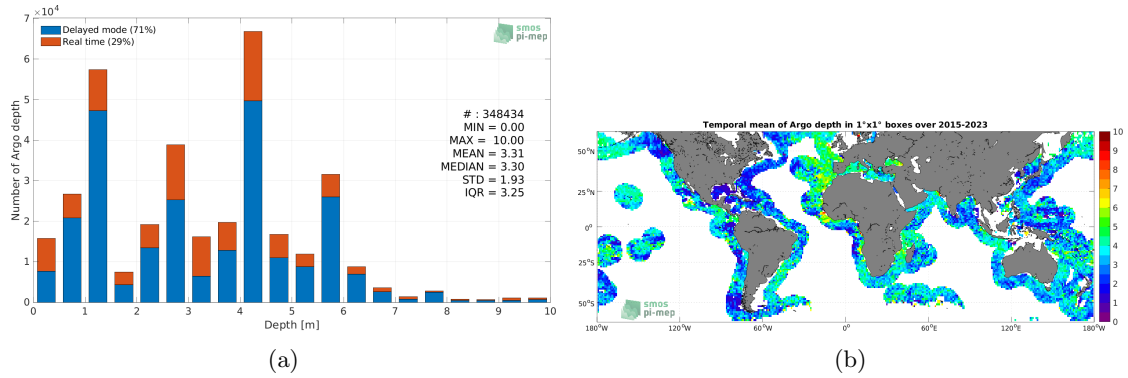 7
×10⁴
Delayed mode (71%)
Real time (29%)
smos
pi-mep
6
5
4
3
2
1
0
Number of Argo depth
# : 348434
MIN = 0.00
MAX = 10.00
MEAN = 3.31
MEDIAN = 3.30
STD = 1.93
IQR = 3.25
0 1 2 3 4 5 6 7 8 9 10
Depth [m]
(a)
Temporal mean of Argo depth in 1°x1° boxes over 2015-2023
50°N
25°N
0°
25°S
50°S
smos
pi-mep
180°W 120°W 60°W 0° 60°E 120°E 180°W
10
9
8
7
6
5
4
3
2
1
0
(b)